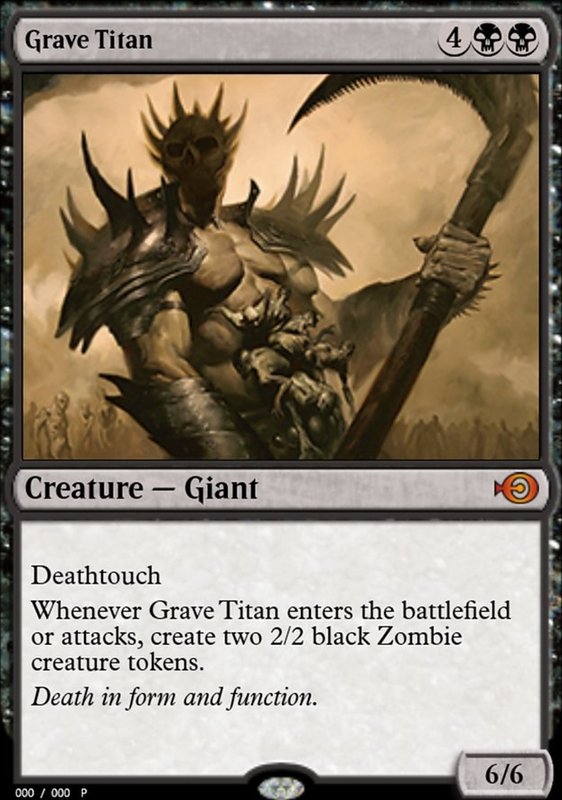 Grave Titan 4
Creature — Giant
Deathtouch
Whenever Grave Titan enters the battlefield
or attacks, create two 2/2 black Zombie
creature tokens.
Death in form and function.
6/6
000 / 000 P